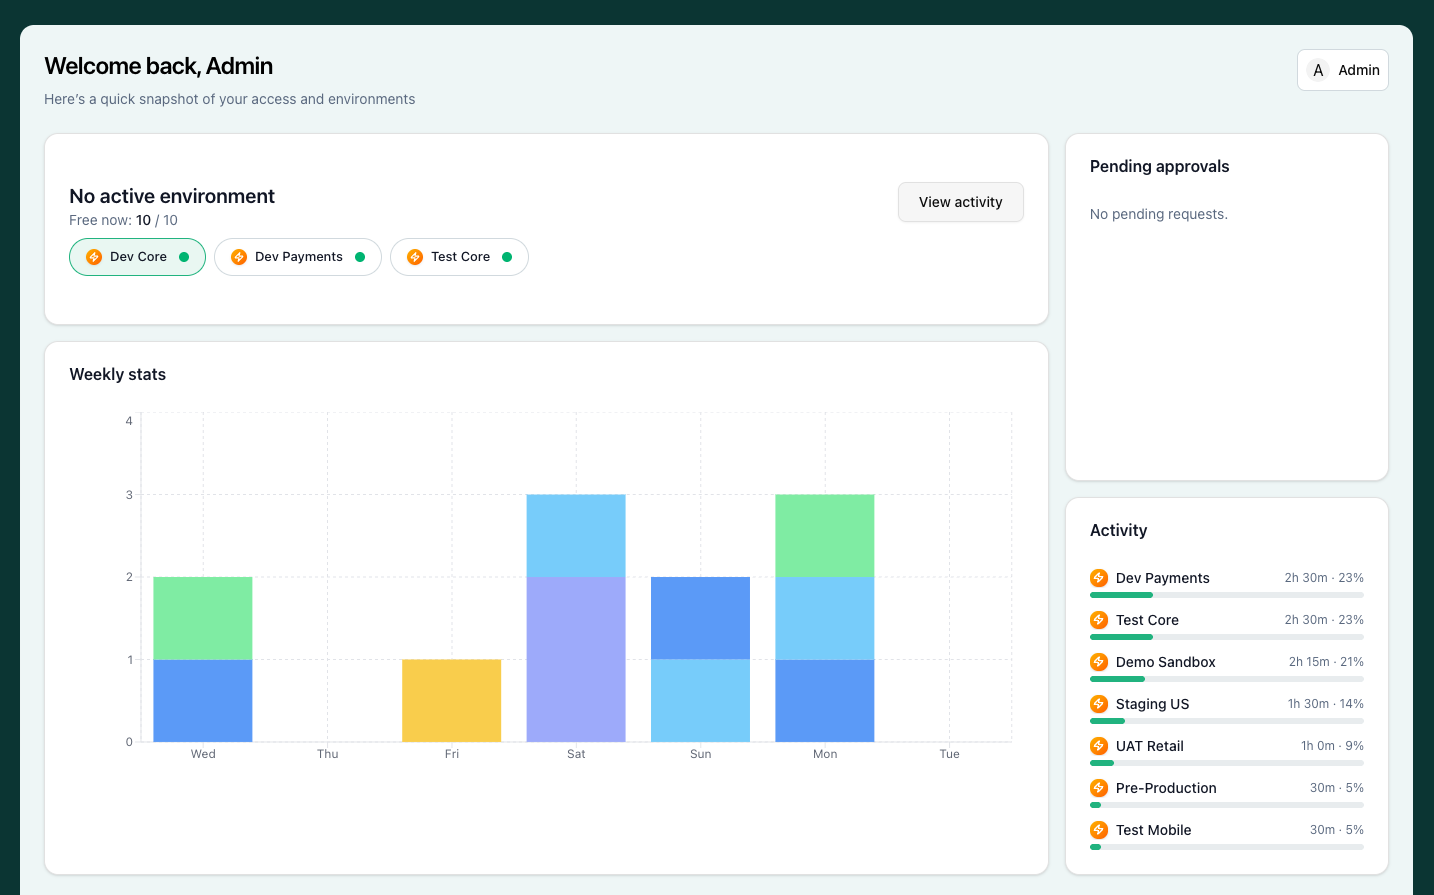 Welcome back, Admin
Here's a quick snapshot of your access and environments
A Admin
No active environment
Free now: 10 / 10
View activity
Dev Core
Dev Payments
Test Core
Pending approvals
No pending requests.
Weekly stats
4
3
2
1
0
Wed Thu Fri Sat Sun Mon Tue
Activity
Dev Payments 2h 30m · 23%
Test Core 2h 30m · 23%
Demo Sandbox 2h 15m · 21%
Staging US 1h 30m · 14%
UAT Retail 1h 0m · 9%
Pre-Production 30m · 5%
Test Mobile 30m · 5%